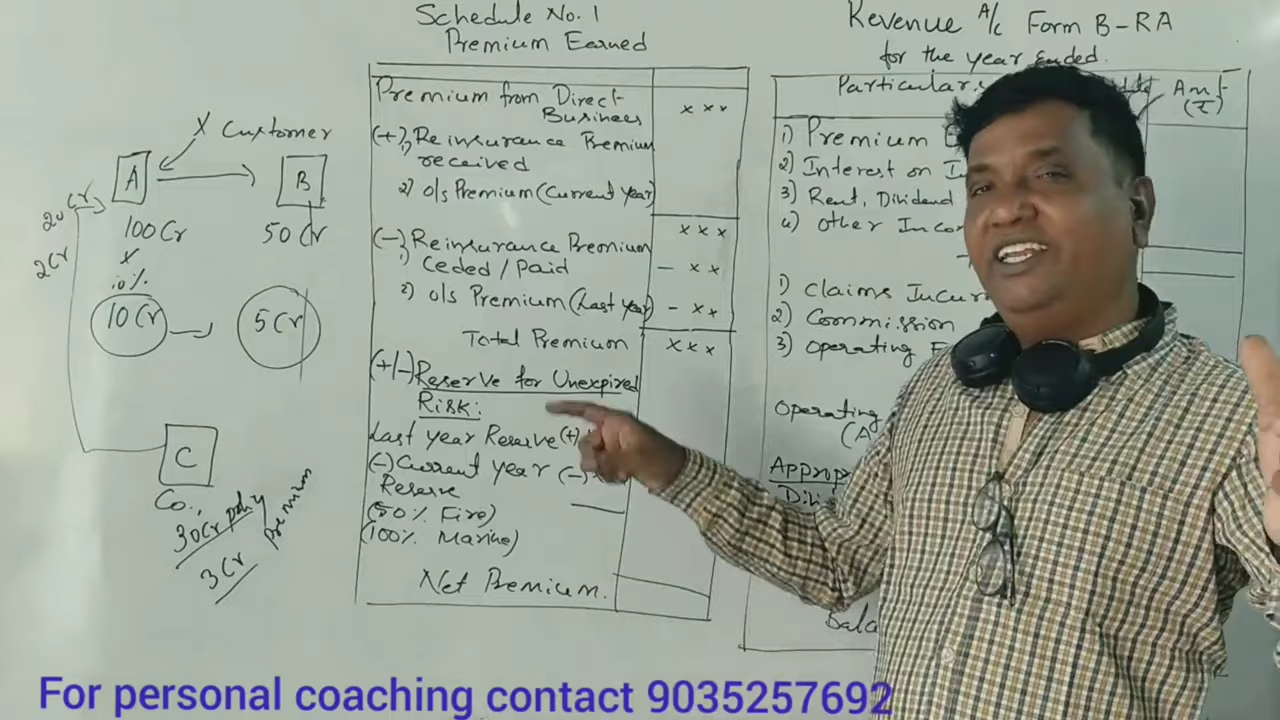 X Customer
A
B
20 Cr
2 Cr
100 Cr
50 Cr
X
10%
10 Cr
5 Cr
C
Co.,
30 Cr policy
3 Cr premium
Schedule No. 1
Premium Earned
Premium from Direct
Business x x x
(+) Reinsurance Premium
1) received
2) o/s Premium (Current year)
x x x
(-) Reinsurance Premium
1) Ceded / paid - x x
2) o/s Premium (Last year) - x x
Total Premium x x x
(+/-) Reserve for Unexpired
Risk:
Last year Reserve (+)
(-) Current year (-)
Reserve
(50% Fire)
(100% Marine)
Net Premium.
Revenue A/c Form B-RA
for the year Ended.
Particulars Amt
(₹)
1) Premium
2) Interest on
3) Rent, Dividend
4) Other
1) Claims
2) Commission
3) Operating
Operating
(A
For personal coaching contact 9035257692